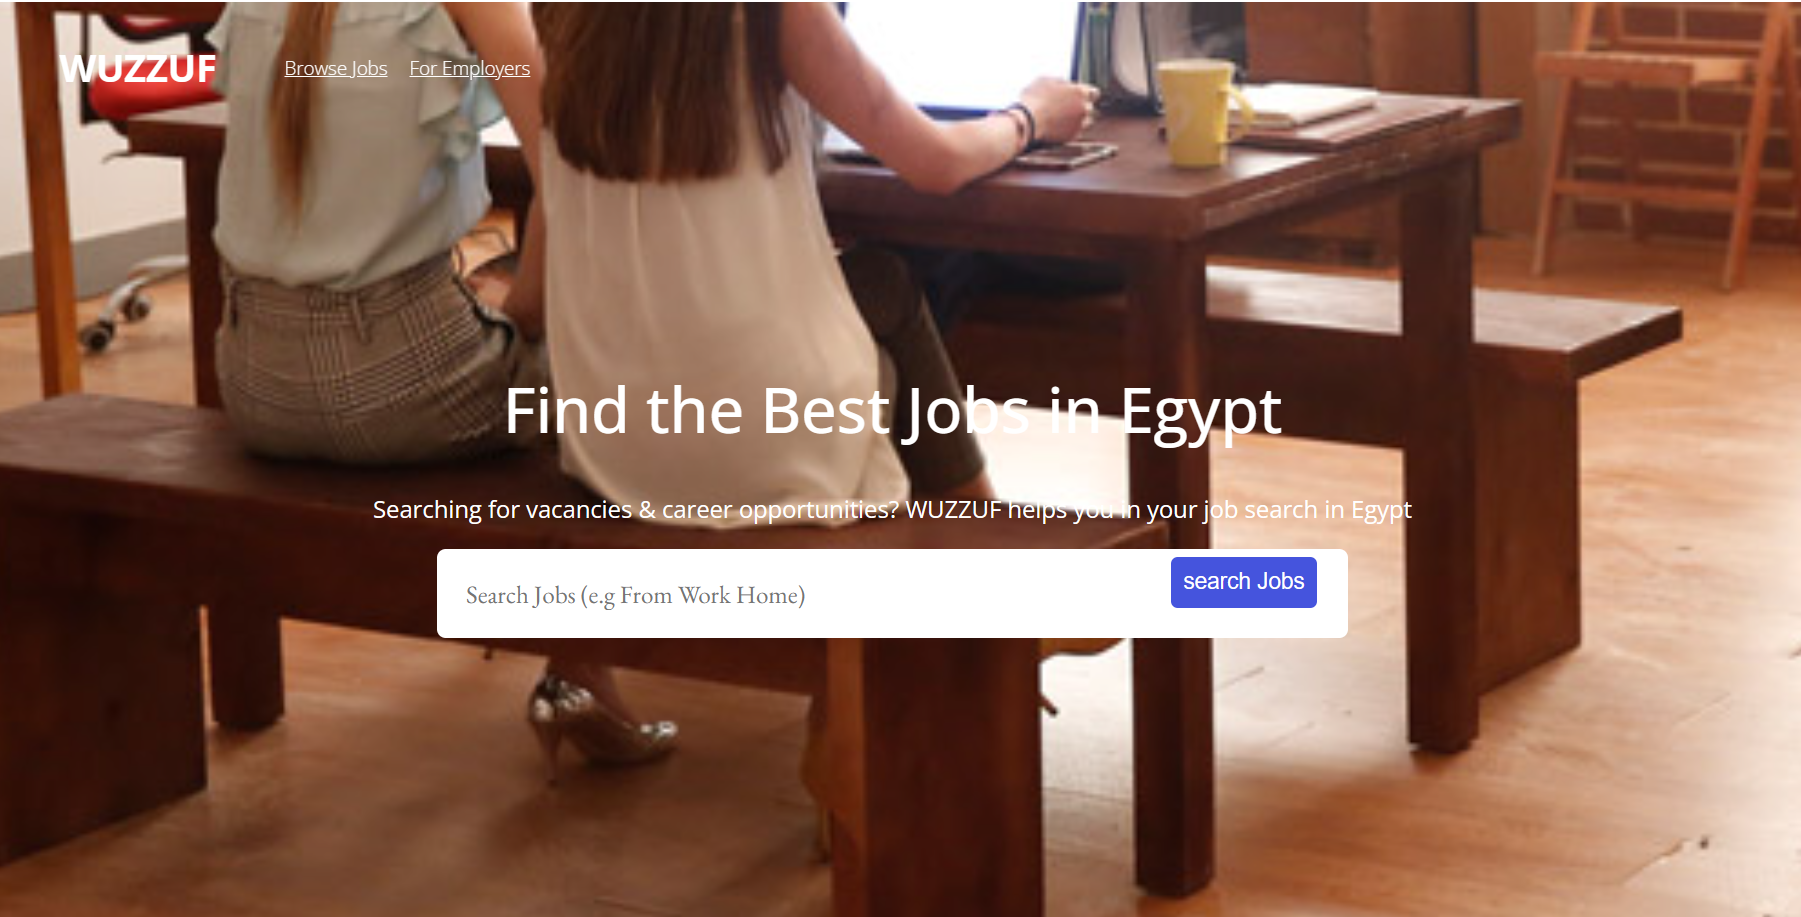 WUZZUF
Browse Jobs
For Employers
Find the Best Jobs in Egypt
Searching for vacancies & career opportunities? WUZZUF helps you in your job search in Egypt
Search Jobs (e.g From Work Home)
search Jobs